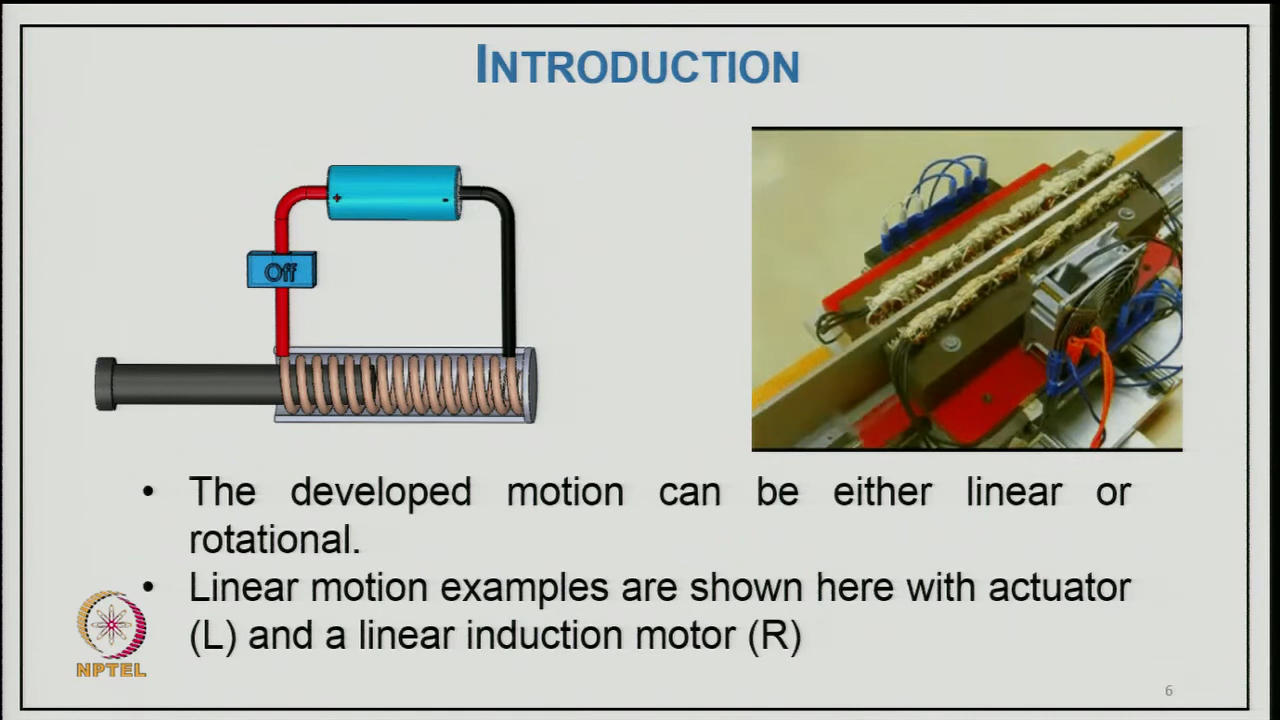 INTRODUCTION
+ -
Off
• The developed motion can be either linear or
rotational.
• Linear motion examples are shown here with actuator
(L) and a linear induction motor (R)
NPTEL
6